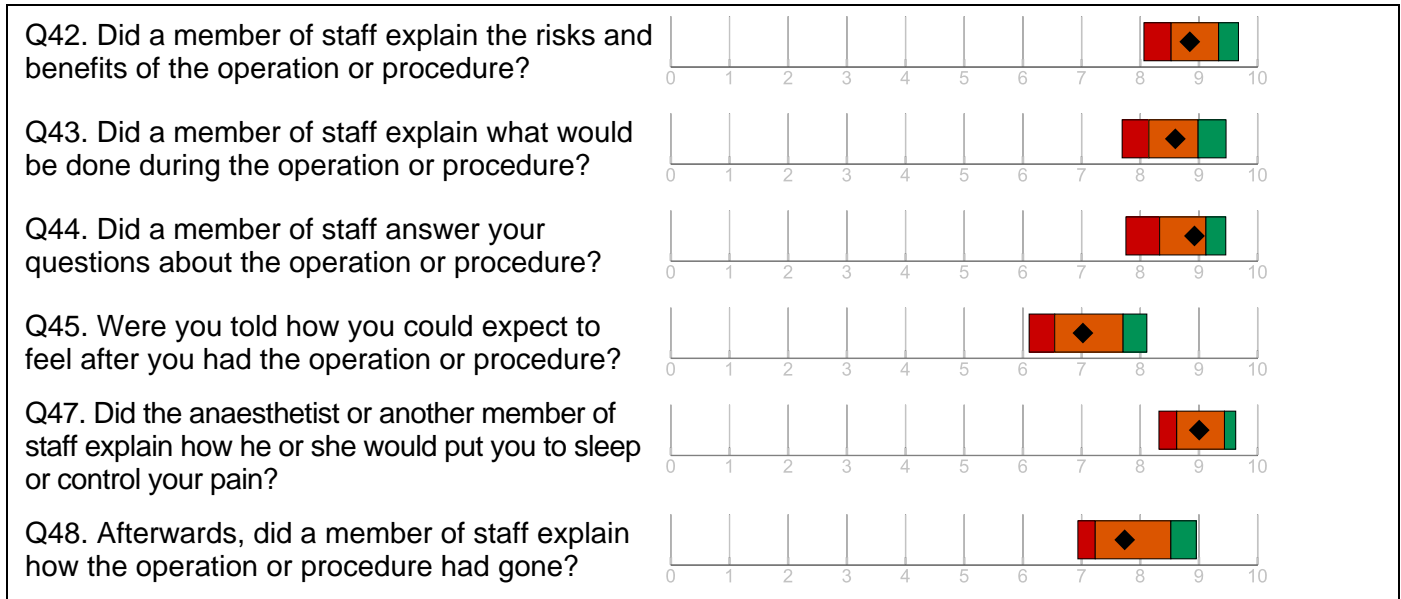 Q42. Did a member of staff explain the risks and
benefits of the operation or procedure?
0 1 2 3 4 5 6 7 8 9 10
Q43. Did a member of staff explain what would
be done during the operation or procedure?
0 1 2 3 4 5 6 7 8 9 10
Q44. Did a member of staff answer your
questions about the operation or procedure?
0 1 2 3 4 5 6 7 8 9 10
Q45. Were you told how you could expect to
feel after you had the operation or procedure?
0 1 2 3 4 5 6 7 8 9 10
Q47. Did the anaesthetist or another member of
staff explain how he or she would put you to sleep
or control your pain?
0 1 2 3 4 5 6 7 8 9 10
Q48. Afterwards, did a member of staff explain
how the operation or procedure had gone?
0 1 2 3 4 5 6 7 8 9 10